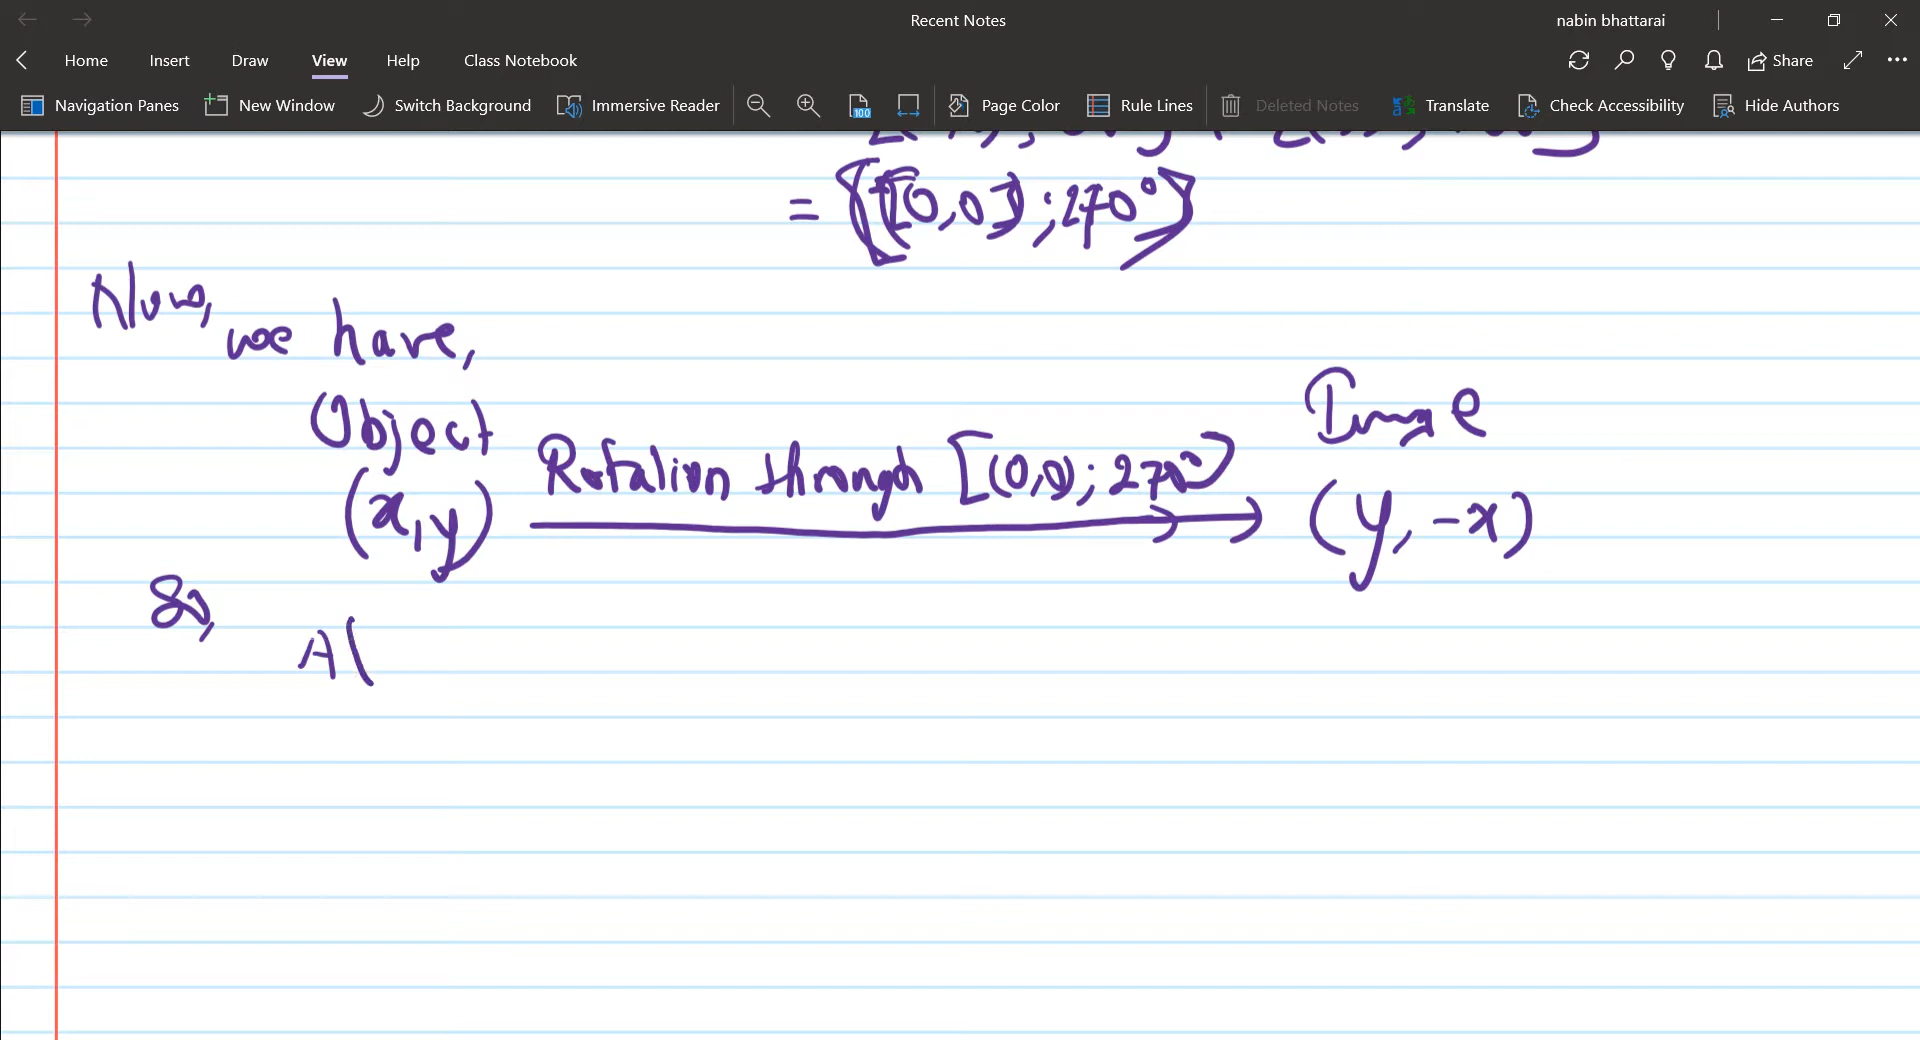 Recent Notes
nabin bhattarai
Home Insert Draw View Help Class Notebook Share
Navigation Panes New Window Switch Background Immersive Reader 100 Page Color Rule Lines Deleted Notes Translate Check Accessibility Hide Authors
= [(0,0);270°]
Now, we have,
Object Image
Rotation through [(0,0);270°]
(x,y) (y,-x)
So,
A(